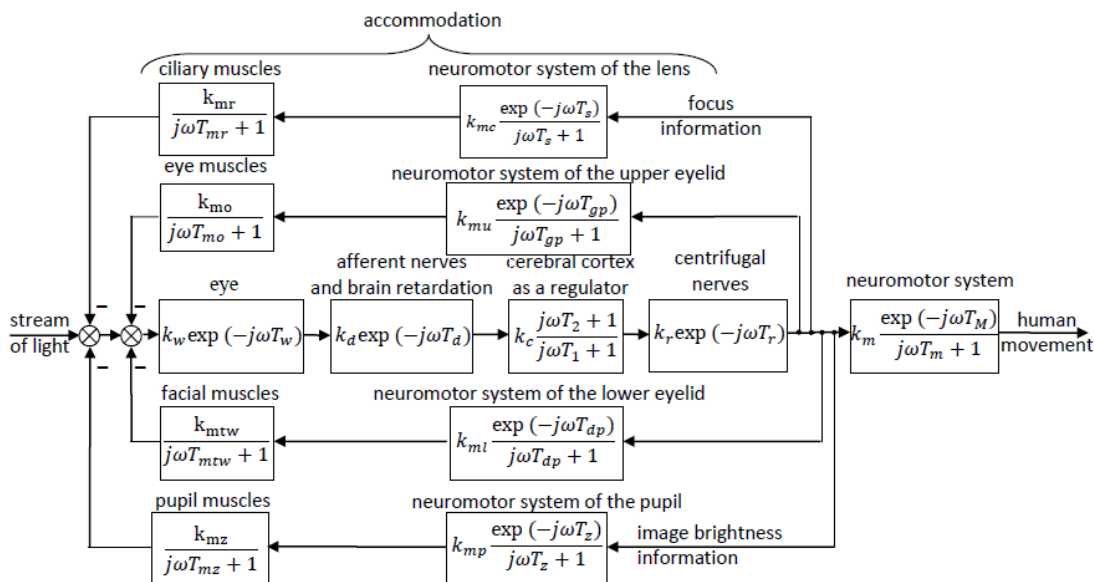 accommodation
ciliary muscles
neuromotor system of the lens
k_mr / (jωT_mr + 1)
k_mc exp (−jωT_s) / (jωT_s + 1)
focus
information
eye muscles
neuromotor system of the upper eyelid
k_mo / (jωT_mo + 1)
k_mu exp (−jωT_gp) / (jωT_gp + 1)
afferent nerves
and brain retardation
cerebral cortex
as a regulator
centrifugal
nerves
eye
neuromotor system
stream
of light
− −
k_w exp (−jωT_w)
k_d exp (−jωT_d)
k_c (jωT_2 + 1) / (jωT_1 + 1)
k_r exp (−jωT_r)
k_m exp (−jωT_M) / (jωT_m + 1)
human
movement
− −
facial muscles
neuromotor system of the lower eyelid
k_mtw / (jωT_mtw + 1)
k_ml exp (−jωT_dp) / (jωT_dp + 1)
pupil muscles
neuromotor system of the pupil
k_mz / (jωT_mz + 1)
k_mp exp (−jωT_z) / (jωT_z + 1)
image brightness
information